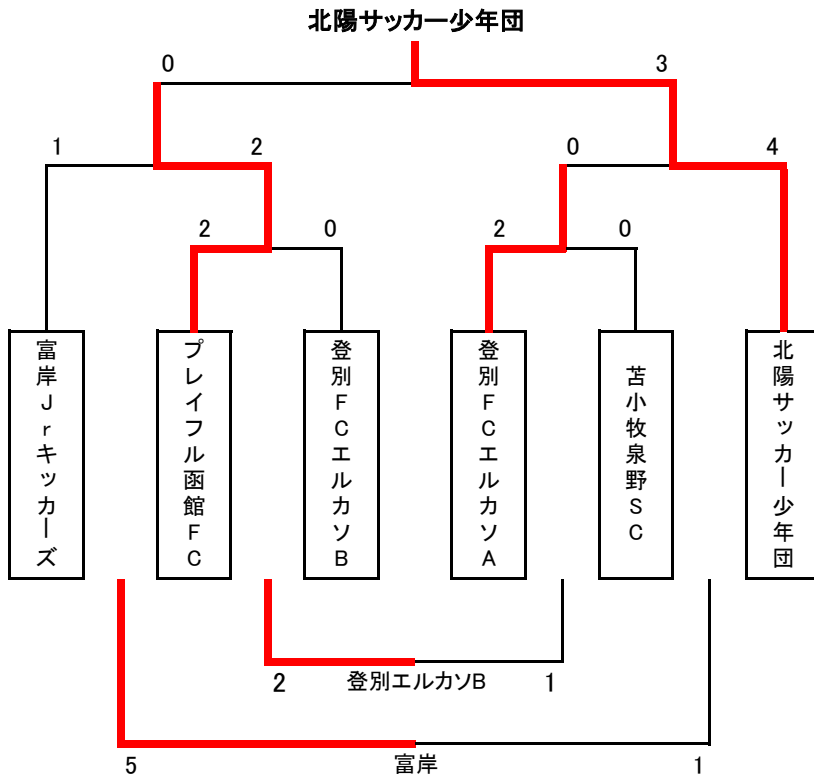 北陽サッカー少年団
0 3
1 2 0 4
2 0 2 0
富岸Jrキッカーズ
プレイフル函館FC
登別FCエルカソB
登別FCエルカソA
苫小牧泉野SC
北陽サッカー少年団
2 登別エルカソB 1
5 富岸 1